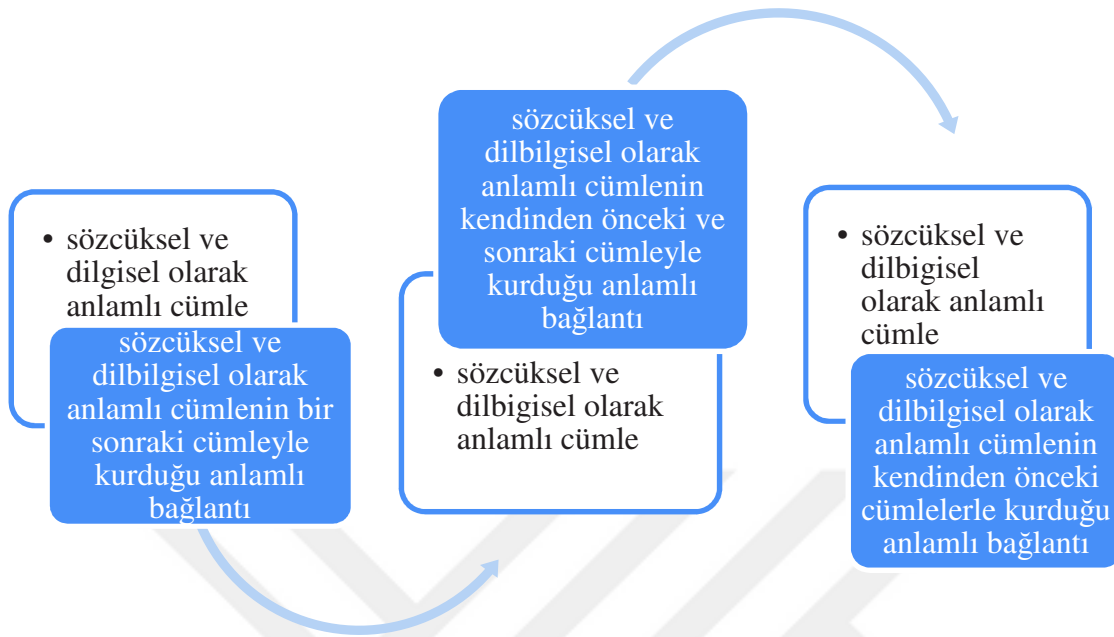 • sözcüksel ve
dilgisel olarak
anlamlı cümle
sözcüksel ve
dilbilgisel olarak
anlamlı cümlenin bir
sonraki cümleyle
kurduğu anlamlı
bağlantı
sözcüksel ve
dilbilgisel olarak
anlamlı cümlenin
kendinden önceki ve
sonraki cümleyle
kurduğu anlamlı
bağlantı
• sözcüksel ve
dilbigisel olarak
anlamlı cümle
• sözcüksel ve
dilbigisel
olarak anlamlı
cümle
sözcüksel ve
dilbilgisel olarak
anlamlı cümlenin
kendinden önceki
cümlelerle kurduğu
anlamlı bağlantı